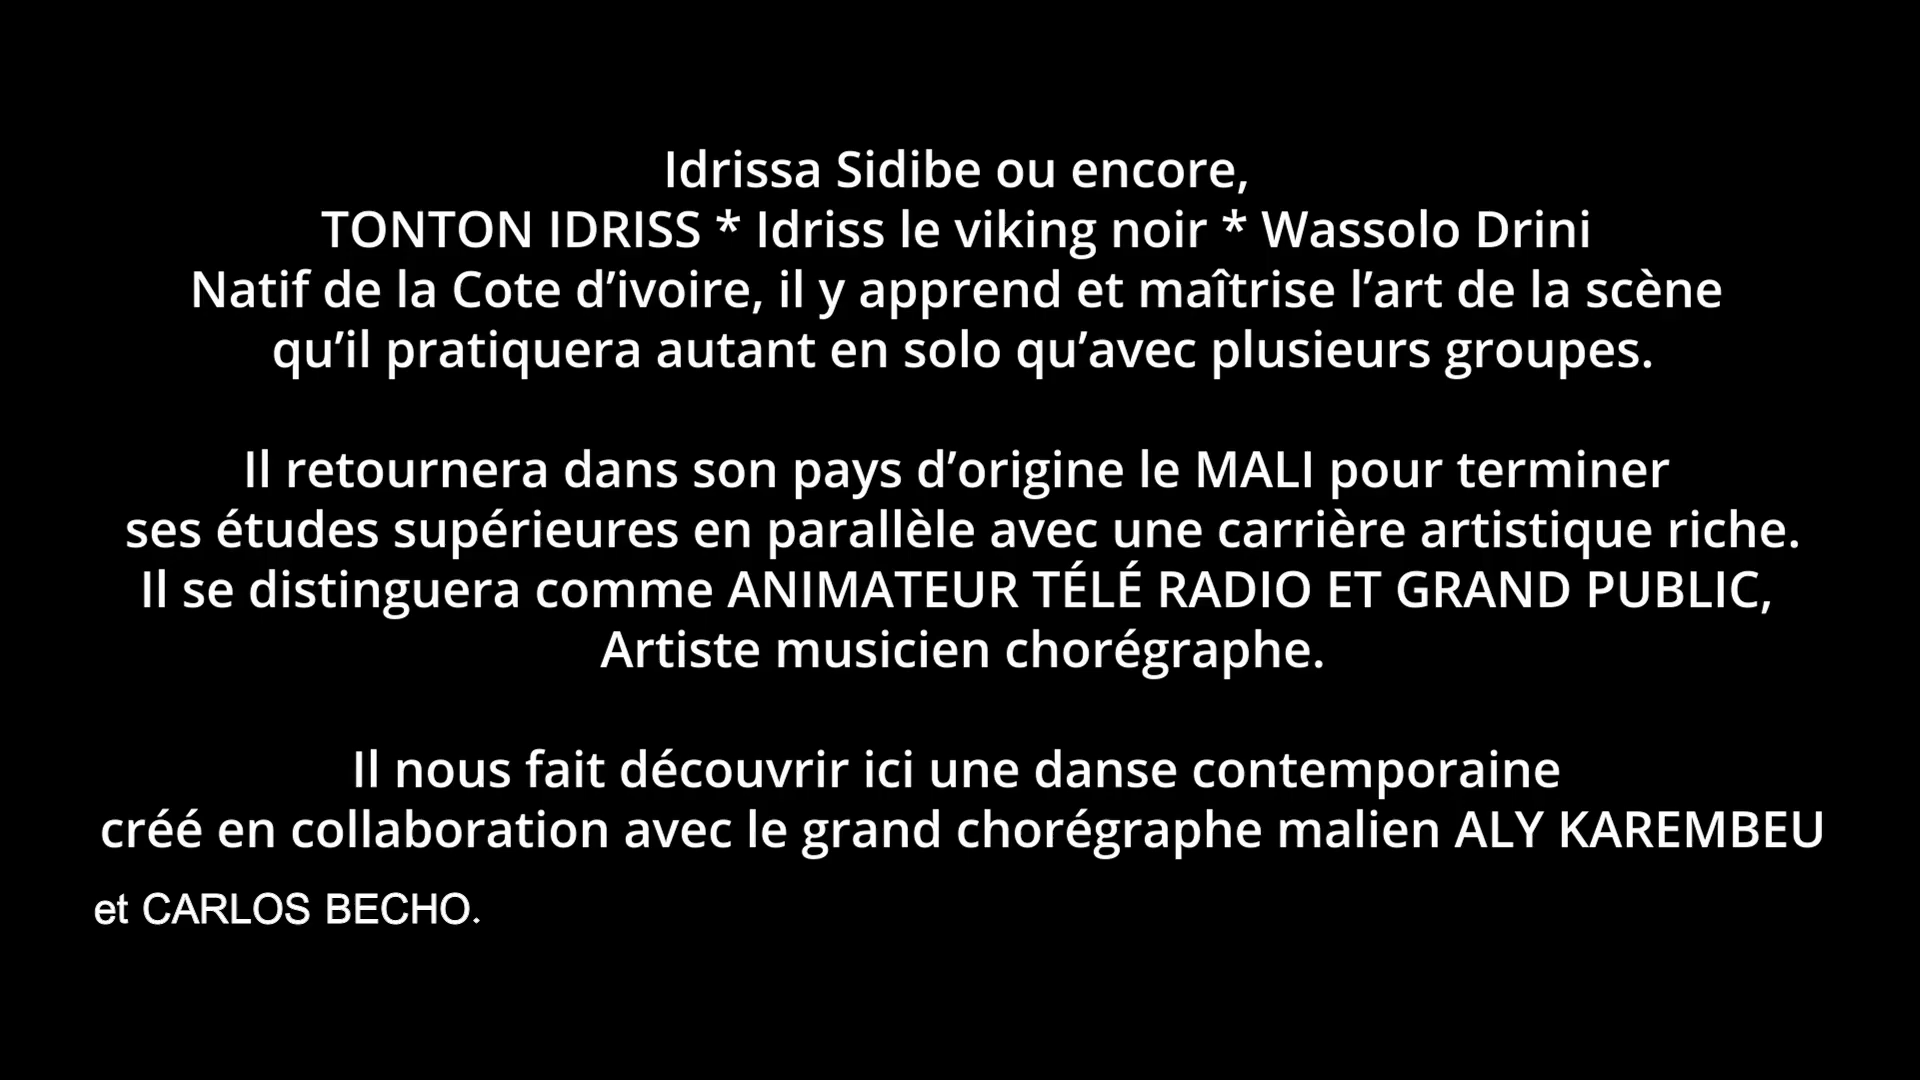 Idrissa Sidibe ou encore,
TONTON IDRISS * Idriss le viking noir * Wassolo Drini
Natif de la Cote d’ivoire, il y apprend et maîtrise l’art de la scène
qu’il pratiquera autant en solo qu’avec plusieurs groupes.
Il retournera dans son pays d’origine le MALI pour terminer
ses études supérieures en parallèle avec une carrière artistique riche.
Il se distinguera comme ANIMATEUR TÉLÉ RADIO ET GRAND PUBLIC,
Artiste musicien chorégraphe.
Il nous fait découvrir ici une danse contemporaine
créé en collaboration avec le grand chorégraphe malien ALY KAREMBEU
et CARLOS BECHO.